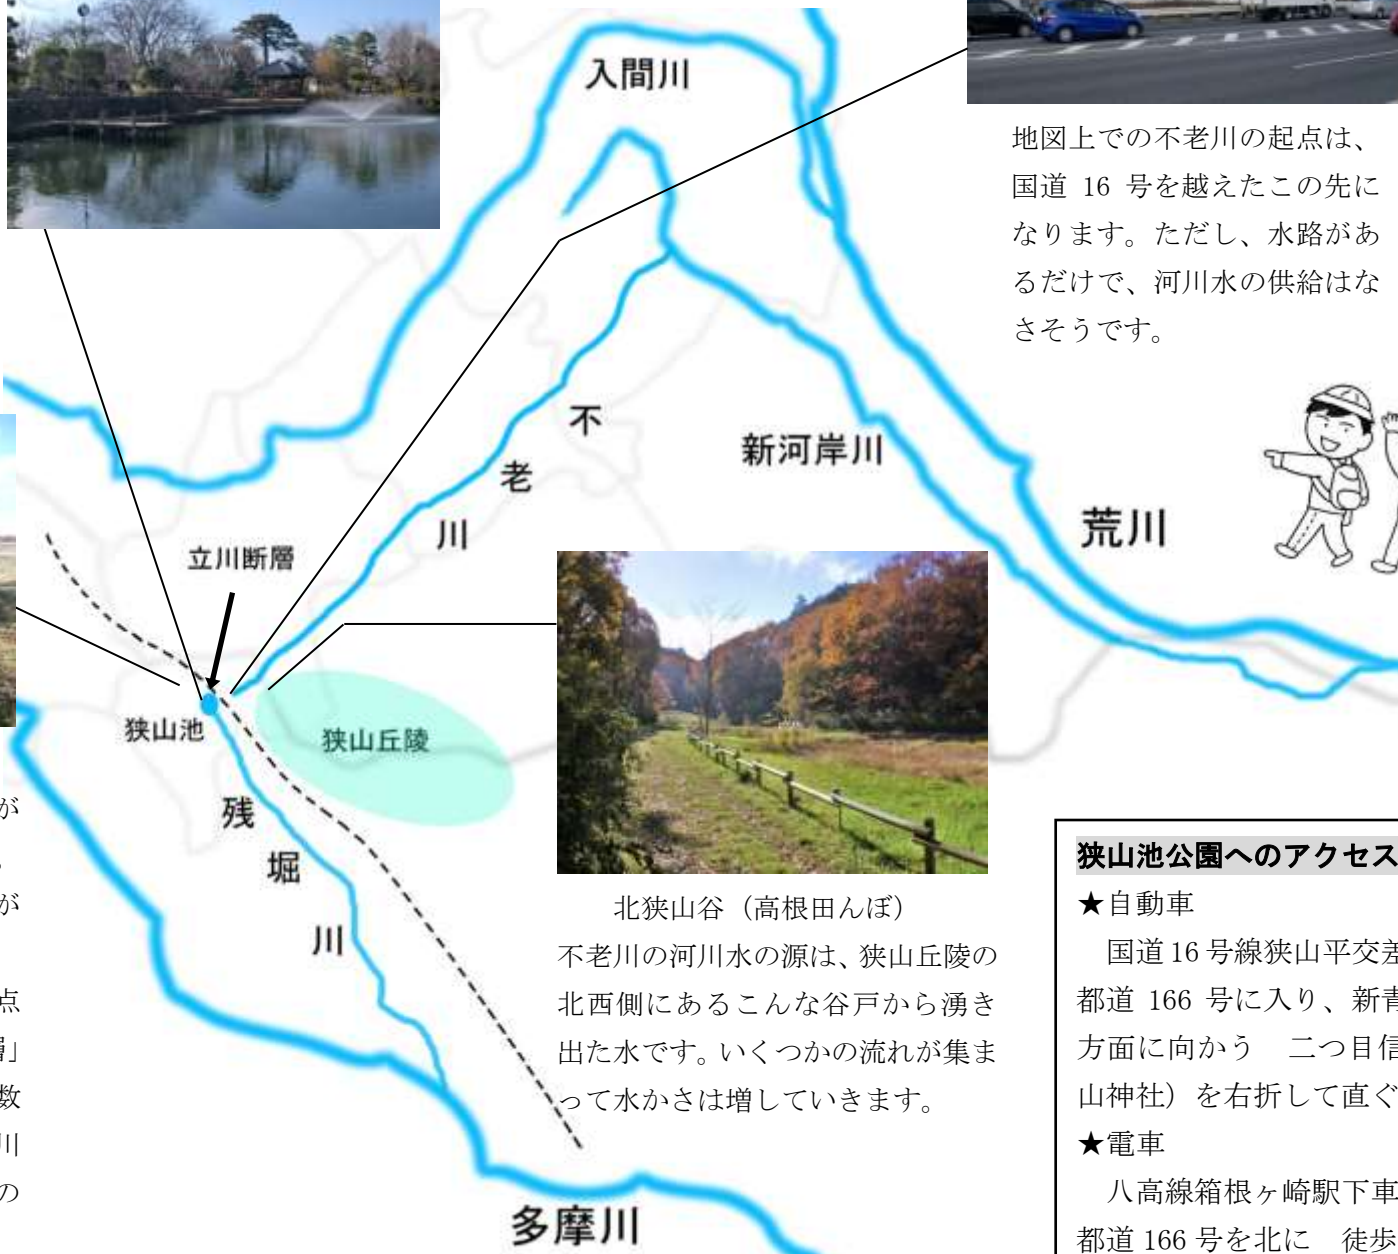 入間川
地図上での不老川の起点は、
国道 16 号を越えたこの先に
なります。ただし、水路があ
るだけで、河川水の供給はな
さそうです。
不
老
川
新河岸川
荒川
立川断層
狭山池
狭山丘陵
残
堀
川
多摩川
が
が
点
層」
数
川
の
北狭山谷（高根田んぼ）
不老川の河川水の源は、狭山丘陵の
北西側にあるこんな谷戸から湧き
出た水です。いくつかの流れが集ま
って水かさは増していきます。
狭山池公園へのアクセス
★自動車
国道 16 号線狭山平交差
都道 166 号に入り、新青
方面に向かう　二つ目信
山神社）を右折して直ぐ
★電車
八高線箱根ヶ崎駅下車
都道 166 号を北に　徒歩